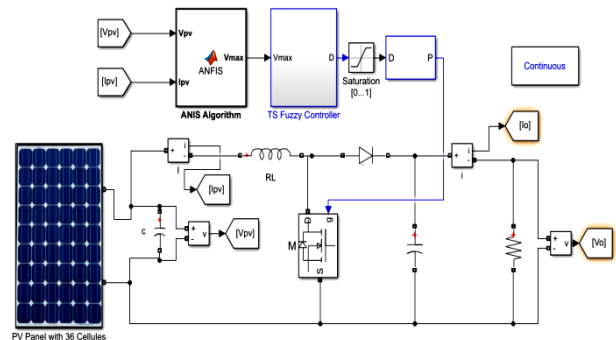 [Vpv]
Vpv
[Ipv]
Ipv
ANFIS
Vmax
ANIS Algorithm
Vmax
D
TS Fuzzy Controller
Saturation
[0...1]
D
P
Continuous
[Io]
i
+
-
I
[Ipv]
RL
i
+
-
i
c
+
-
v
[Vpv]
M
D
g
S
+
-
v
[Vo]
PV Panel with 36 Cellules